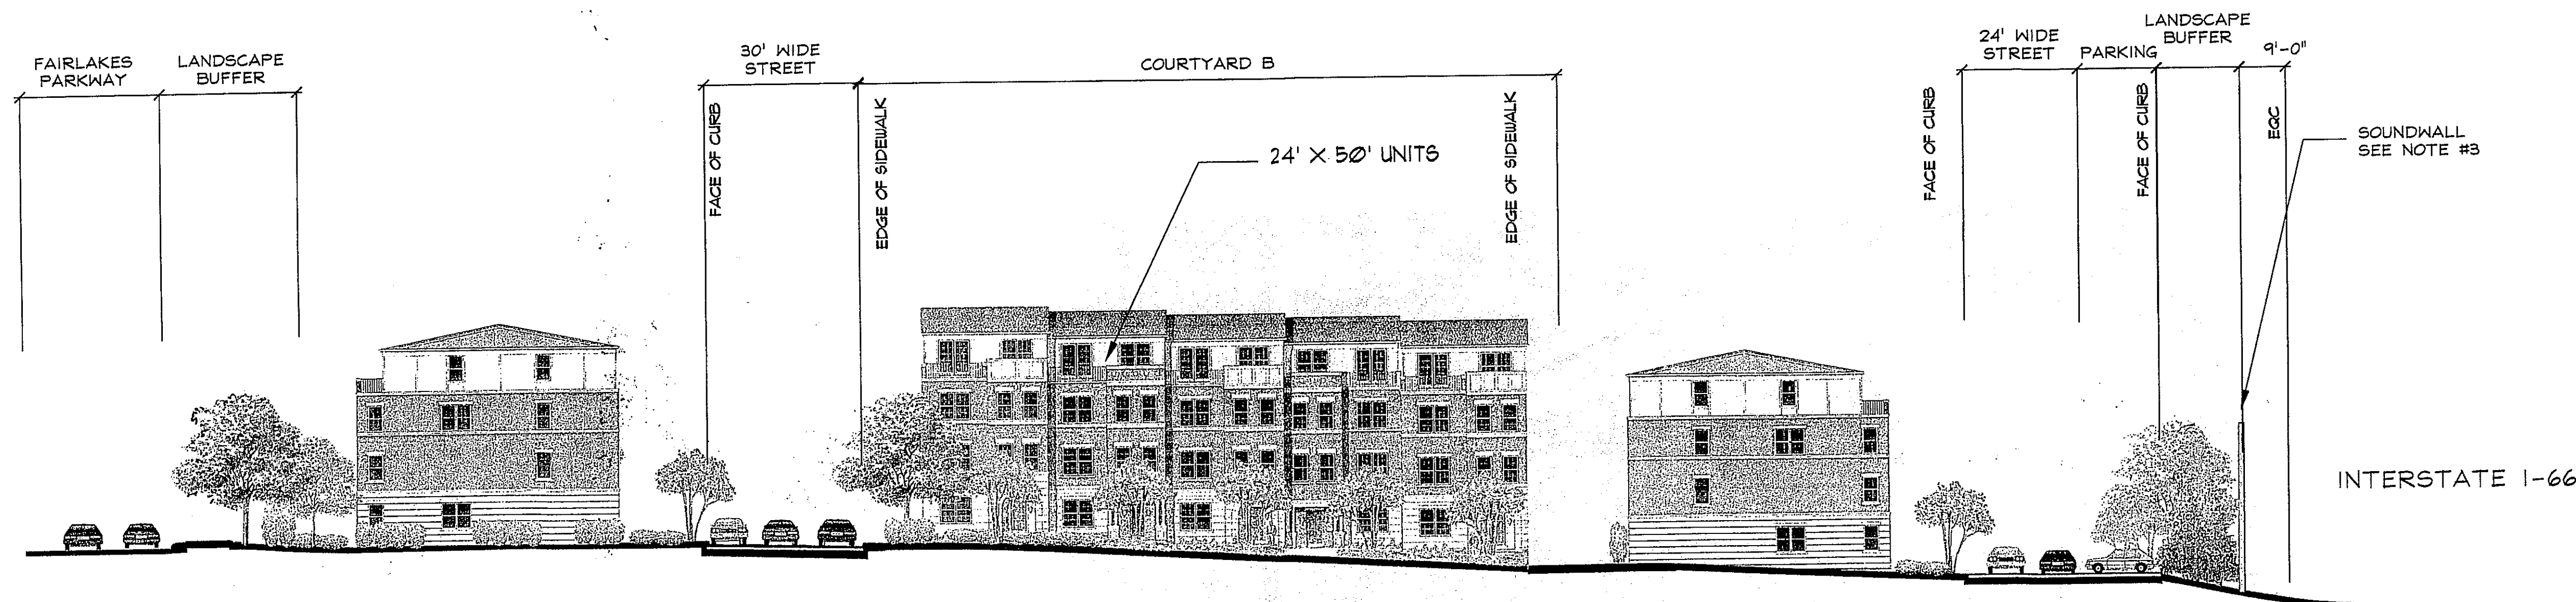 FAIRLAKES
PARKWAY
LANDSCAPE
BUFFER
30' WIDE
STREET
COURTYARD B
24' WIDE
STREET
PARKING
LANDSCAPE
BUFFER
9'-0"
FACE OF CURB
EDGE OF SIDEWALK
24' X 50' UNITS
EDGE OF SIDEWALK
FACE OF CURB
FACE OF CURB
EQC
SOUNDWALL
SEE NOTE #3
INTERSTATE I-66